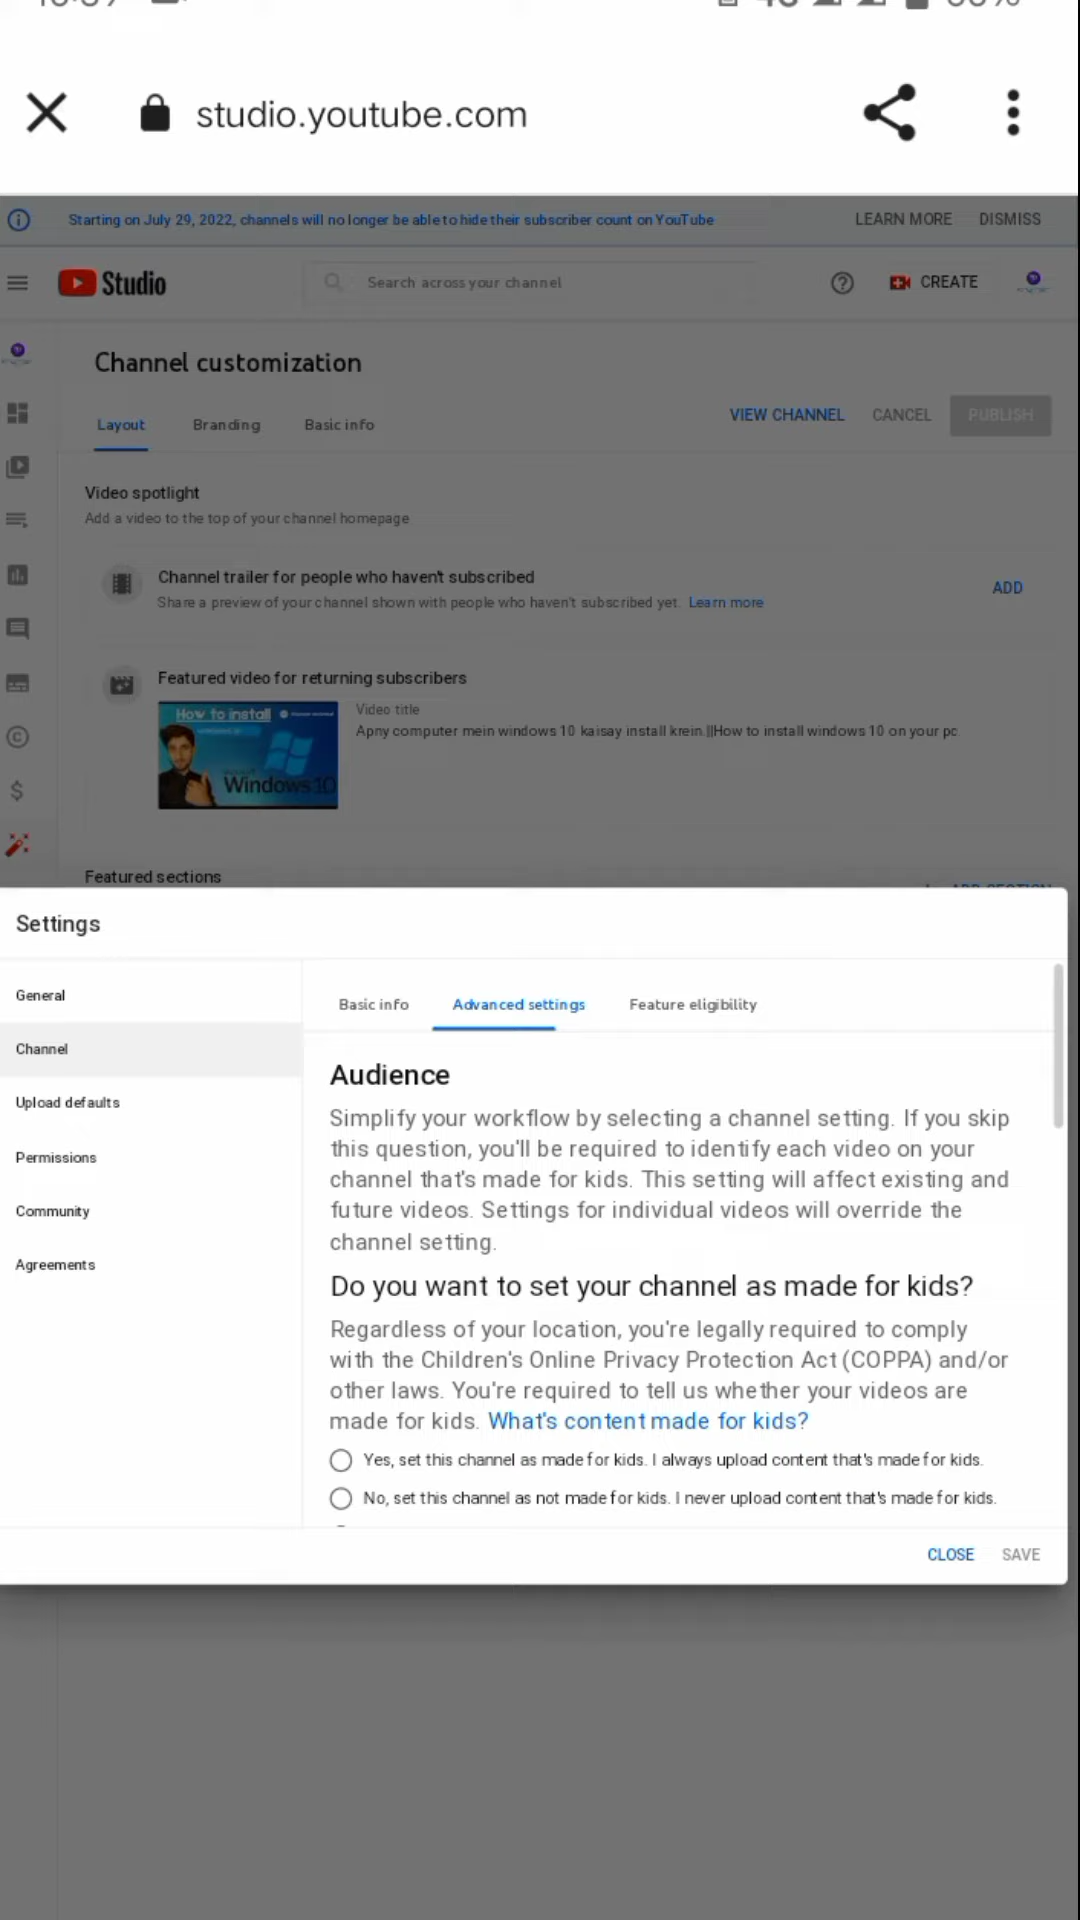 studio.youtube.com
Starting on July 29, 2022, channels will no longer be able to hide their subscriber count on YouTube LEARN MORE DISMISS
Studio Search across your channel CREATE
Channel customization
Layout Branding Basic info VIEW CHANNEL CANCEL PUBLISH
Video spotlight
Add a video to the top of your channel homepage
Channel trailer for people who haven't subscribed
Share a preview of your channel shown with people who haven't subscribed yet. Learn more ADD
Featured video for returning subscribers
How to install
Windows 10
Video title
Apny computer mein windows 10 kaisay install krein.||How to install windows 10 on your pc.
Featured sections
ADD SECTION
Settings
General
Channel
Upload defaults
Permissions
Community
Agreements
Basic info Advanced settings Feature eligibility
Audience
Simplify your workflow by selecting a channel setting. If you skip
this question, you'll be required to identify each video on your
channel that's made for kids. This setting will affect existing and
future videos. Settings for individual videos will override the
channel setting.
Do you want to set your channel as made for kids?
Regardless of your location, you're legally required to comply
with the Children's Online Privacy Protection Act (COPPA) and/or
other laws. You're required to tell us whether your videos are
made for kids. What's content made for kids?
Yes, set this channel as made for kids. I always upload content that's made for kids.
No, set this channel as not made for kids. I never upload content that's made for kids.
CLOSE SAVE